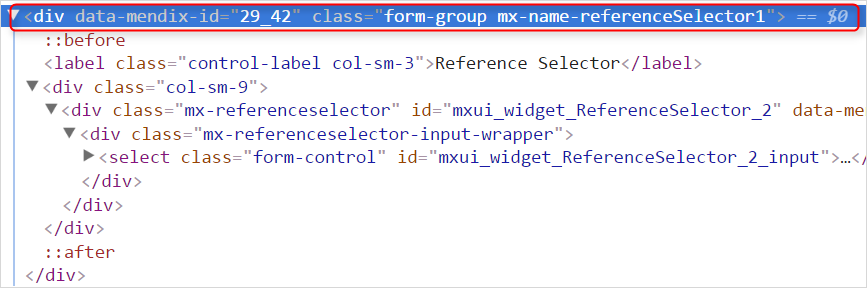 ▼<div data-mendix-id="29_42" class="form-group mx-name-referenceSelector1"> == $0
::before
<label class="control-label col-sm-3">Reference Selector</label>
▼<div class="col-sm-9">
▼<div class="mx-referenceselector" id="mxui_widget_ReferenceSelector_2" data-me
▼<div class="mx-referenceselector-input-wrapper">
▶<select class="form-control" id="mxui_widget_ReferenceSelector_2_input">…</
</div>
</div>
</div>
::after
</div>